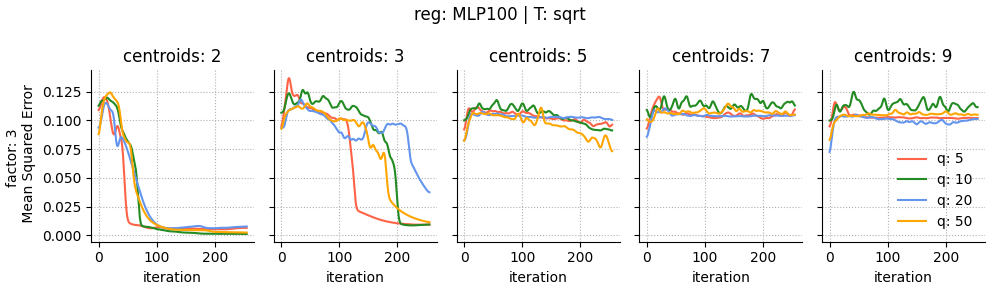 reg: MLP100 | T: sqrt
centroids: 2
centroids: 3
centroids: 5
centroids: 7
centroids: 9
factor: 3
Mean Squared Error
0.125
0.100
0.075
0.050
0.025
0.000
0 100 200
0 100 200
0 100 200
0 100 200
0 100 200
iteration
iteration
iteration
iteration
iteration
q: 5
q: 10
q: 20
q: 50